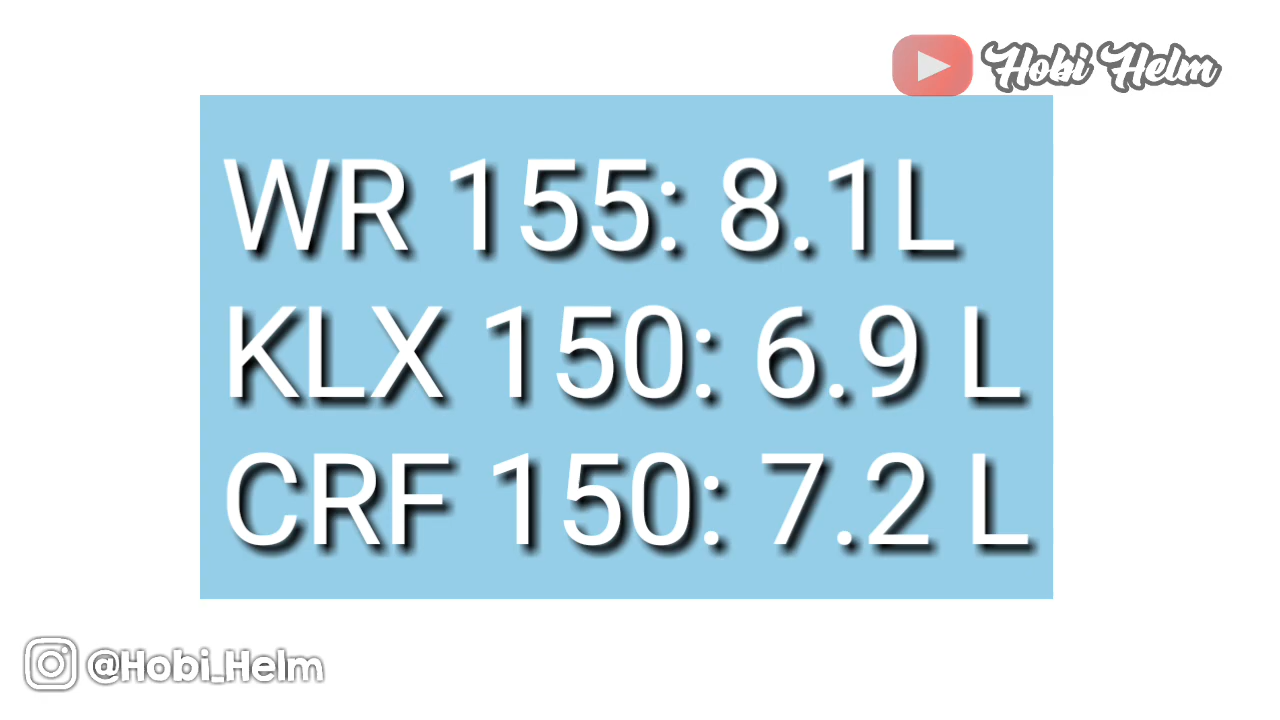 Hobi Helm
WR 155: 8.1L
KLX 150: 6.9 L
CRF 150: 7.2 L
@Hobi_Helm